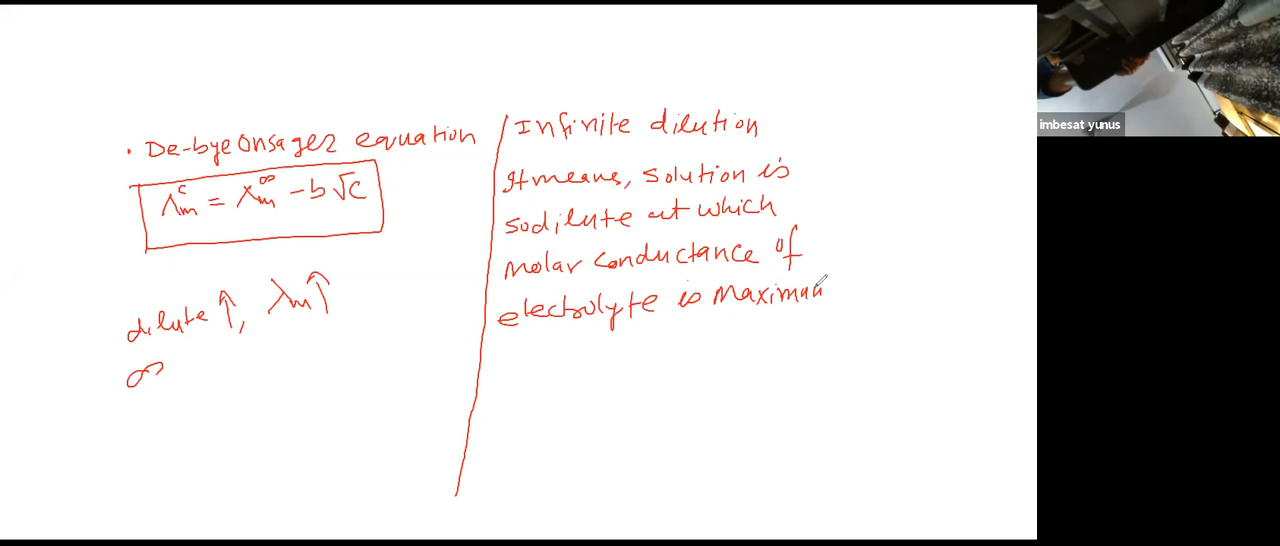 . De-bye Onsager equation
λₘᶜ = λₘ^∞ - b√c
dilute ↑, λm ↑
∞
Infinite dilution
It means, solution is
so dilute at which
molar conductance of
electrolyte is maximum
imbesat yunus